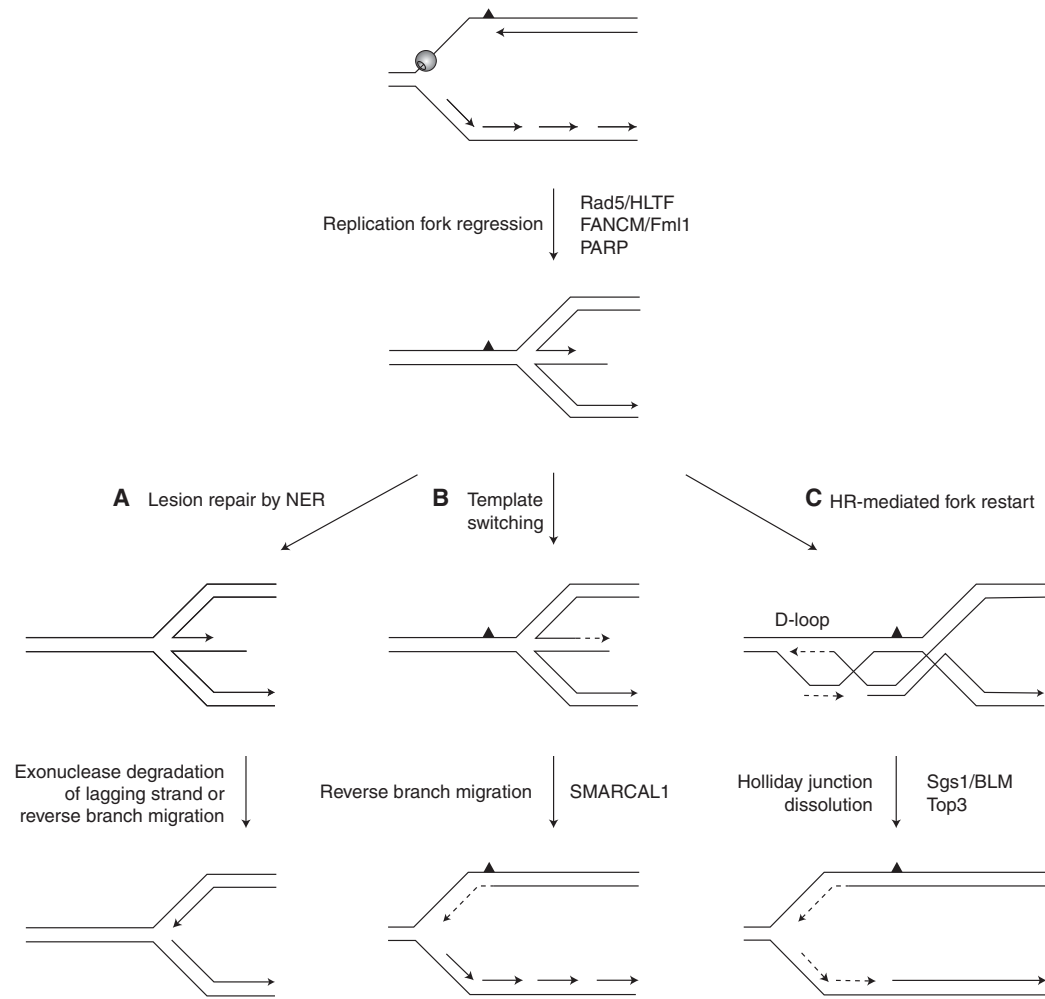 Replication fork regression
Rad5/HLTF
FANCM/Fml1
PARP
A Lesion repair by NER
B Template
switching
C HR-mediated fork restart
D-loop
Exonuclease degradation
of lagging strand or
reverse branch migration
Reverse branch migration
SMARCAL1
Holliday junction
dissolution
Sgs1/BLM
Top3